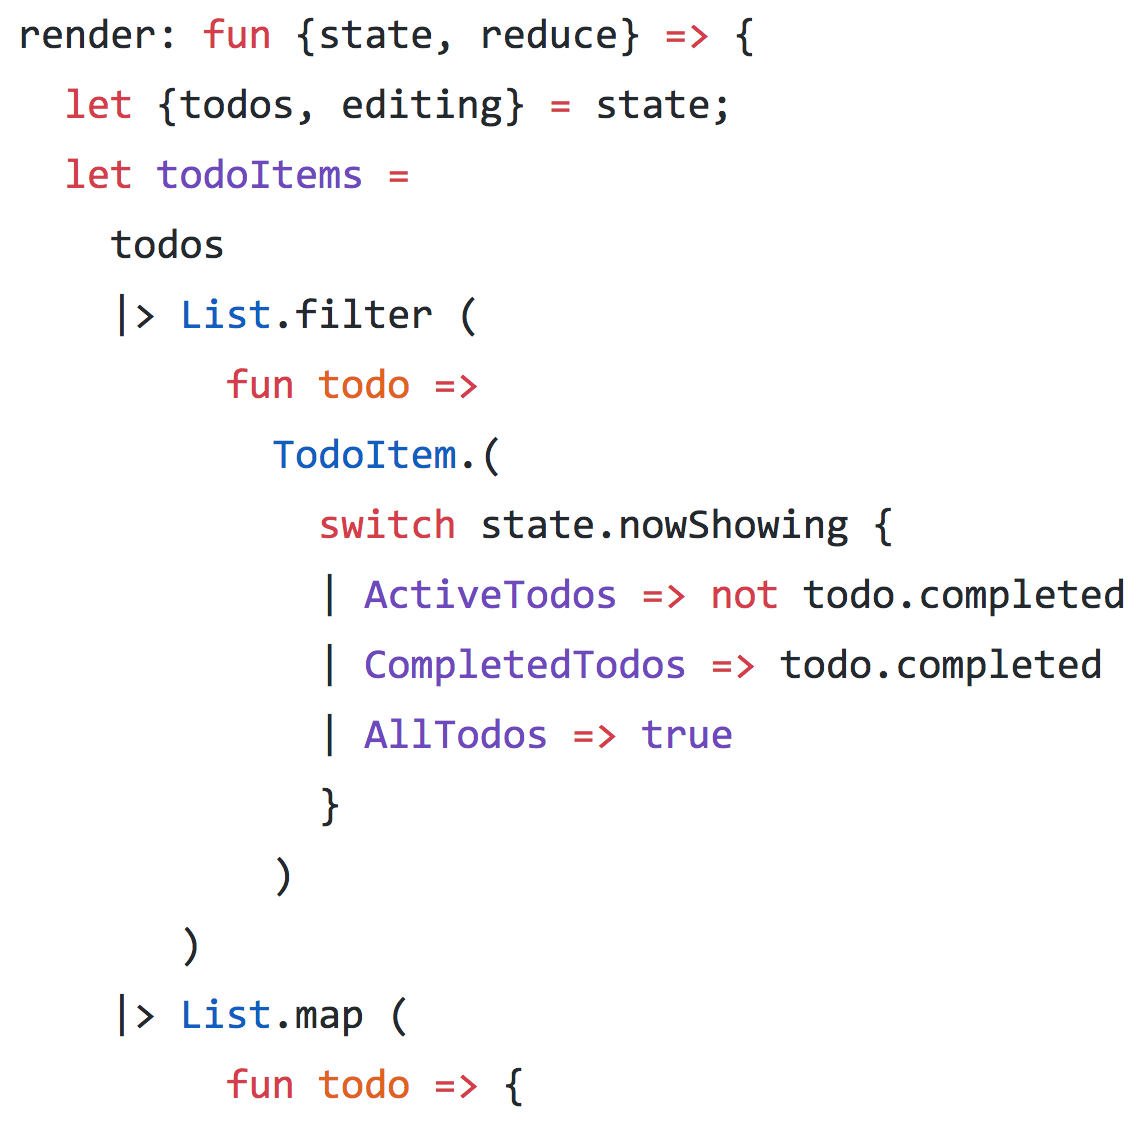 render: fun {state, reduce} => {
  let {todos, editing} = state;
  let todoItems =
    todos
    |> List.filter (
         fun todo =>
           TodoItem.(
             switch state.nowShowing {
             | ActiveTodos => not todo.completed
             | CompletedTodos => todo.completed
             | AllTodos => true
             }
           )
       )
    |> List.map (
         fun todo => {